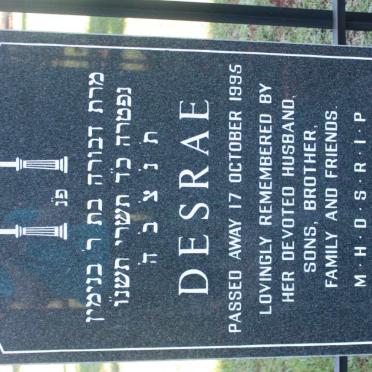 פ״נ
מרת דבורה בת ר׳ בנימין
נפטרה כ״ד תשרי תשנ״ו
ת׳ נ׳ צ׳ ב׳ ה׳
DESRAE
PASSED AWAY 17 OCTOBER 1995
LOVINGLY REMEMBERED BY
HER DEVOTED HUSBAND,
SONS, BROTHER,
FAMILY AND FRIENDS.
M · H · D · S · R · I · P